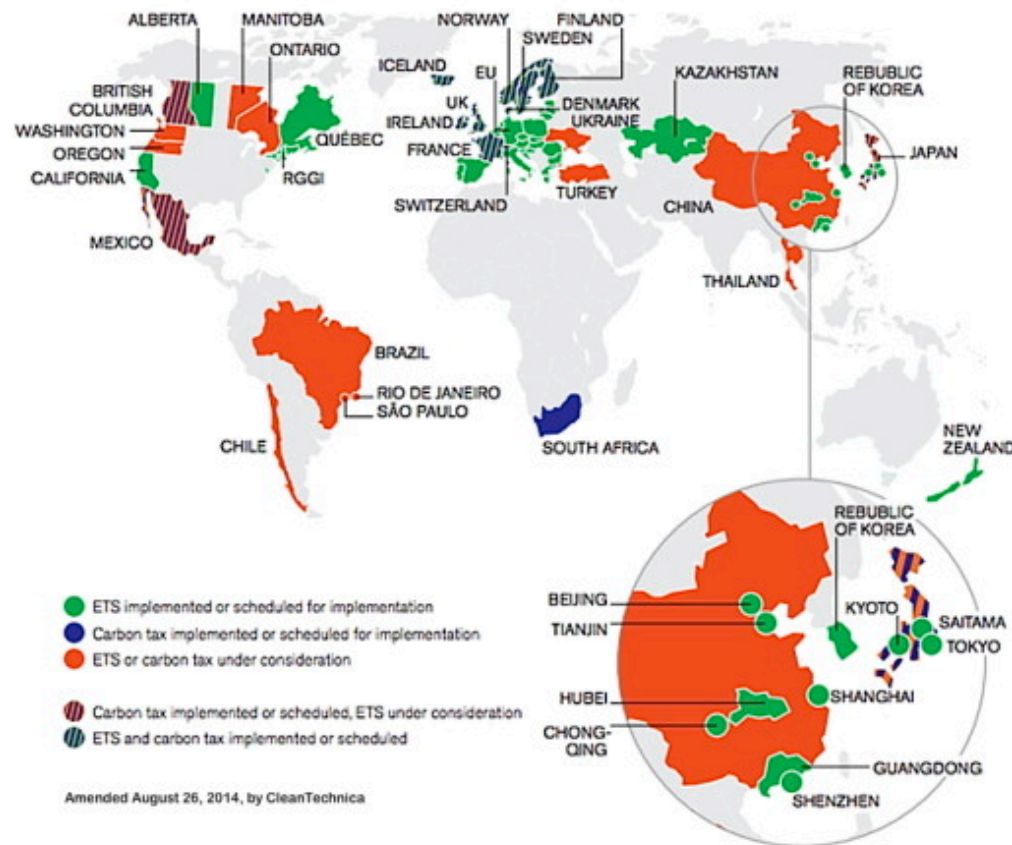 ALBERTA
MANITOBA
ONTARIO
BRITISH
COLUMBIA
WASHINGTON
OREGON
CALIFORNIA
QUÉBEC
RGGI
MEXICO
ICELAND
NORWAY
SWEDEN
FINLAND
EU
UK
IRELAND
DENMARK
UKRAINE
FRANCE
SWITZERLAND
TURKEY
KAZAKHSTAN
REBUBLIC
OF KOREA
JAPAN
CHINA
THAILAND
BRAZIL
RIO DE JANEIRO
SÃO PAULO
CHILE
SOUTH AFRICA
NEW
ZEALAND
REBUBLIC
OF KOREA
BEIJING
TIANJIN
KYOTO
SAITAMA
TOKYO
HUBEI
SHANGHAI
CHONG-
QING
GUANGDONG
SHENZHEN
ETS implemented or scheduled for implementation
Carbon tax implemented or scheduled for implementation
ETS or carbon tax under consideration
Carbon tax implemented or scheduled, ETS under consideration
ETS and carbon tax implemented or scheduled
Amended August 26, 2014, by CleanTechnica